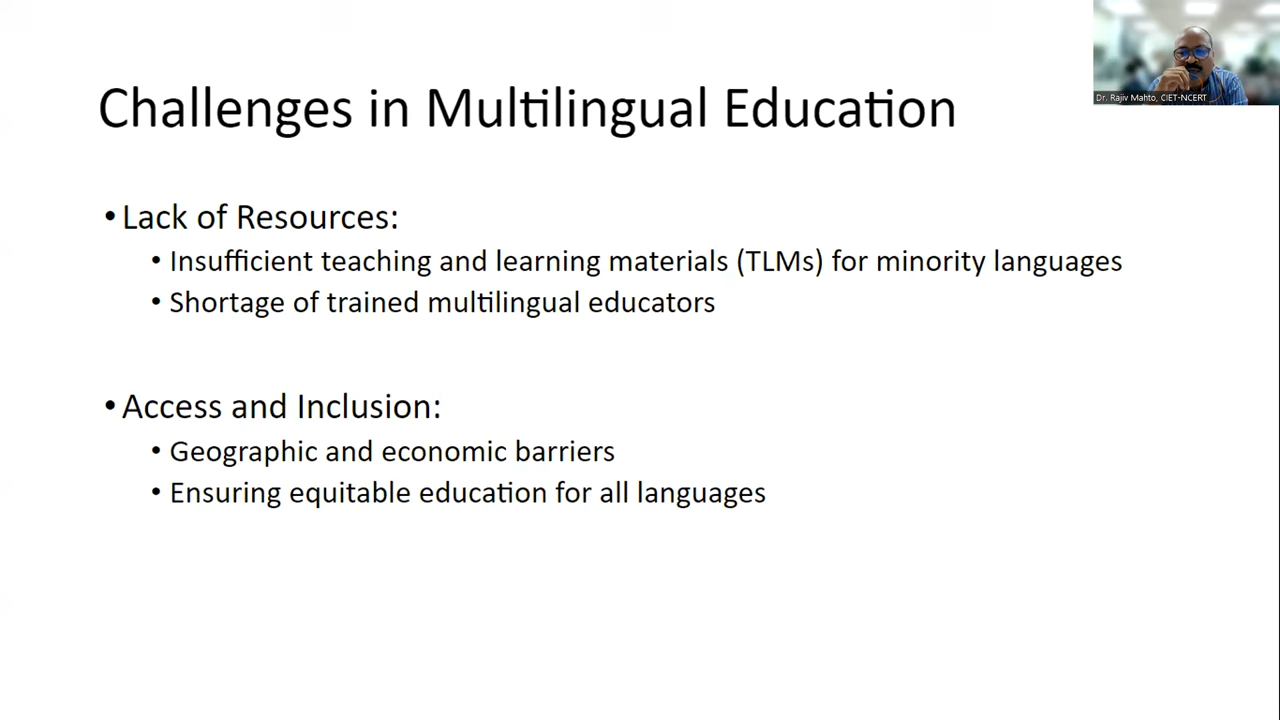 Dr. Rajiv Mahto, CIET-NCERT
Challenges in Multilingual Education
•Lack of Resources:
• Insufficient teaching and learning materials (TLMs) for minority languages
• Shortage of trained multilingual educators
•Access and Inclusion:
• Geographic and economic barriers
• Ensuring equitable education for all languages